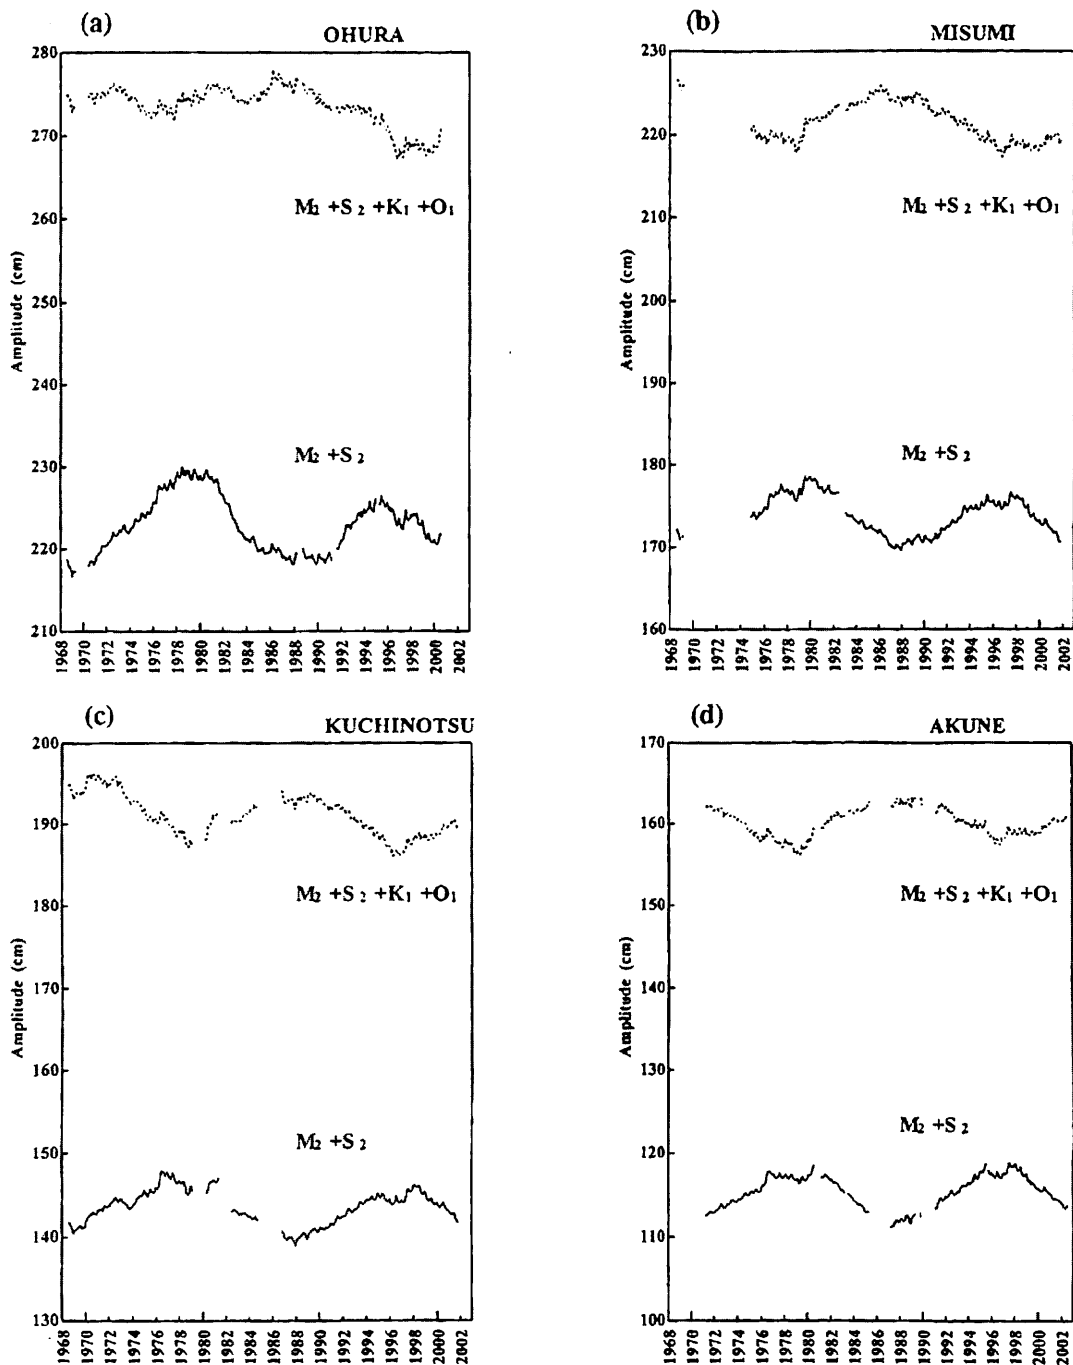 (a) OHURA
Amplitude (cm)
280
270
260
250
240
230
220
210
M2 +S2 +K1 +O1
M2 +S2
1968 1970 1972 1974 1976 1978 1980 1982 1984 1986 1988 1990 1992 1994 1996 1998 2000 2002
(b) MISUMI
Amplitude (cm)
230
220
210
200
190
180
170
160
M2 +S2 +K1 +O1
M2 +S2
1968 1970 1972 1974 1976 1978 1980 1982 1984 1986 1988 1990 1992 1994 1996 1998 2000 2002
(c) KUCHINOTSU
Amplitude (cm)
200
190
180
170
160
150
140
130
M2 +S2 +K1 +O1
M2 +S2
1968 1970 1972 1974 1976 1978 1980 1982 1984 1986 1988 1990 1992 1994 1996 1998 2000 2002
(d) AKUNE
Amplitude (cm)
170
160
150
140
130
120
110
100
M2 +S2 +K1 +O1
M2 +S2
1968 1970 1972 1974 1976 1978 1980 1982 1984 1986 1988 1990 1992 1994 1996 1998 2000 2002